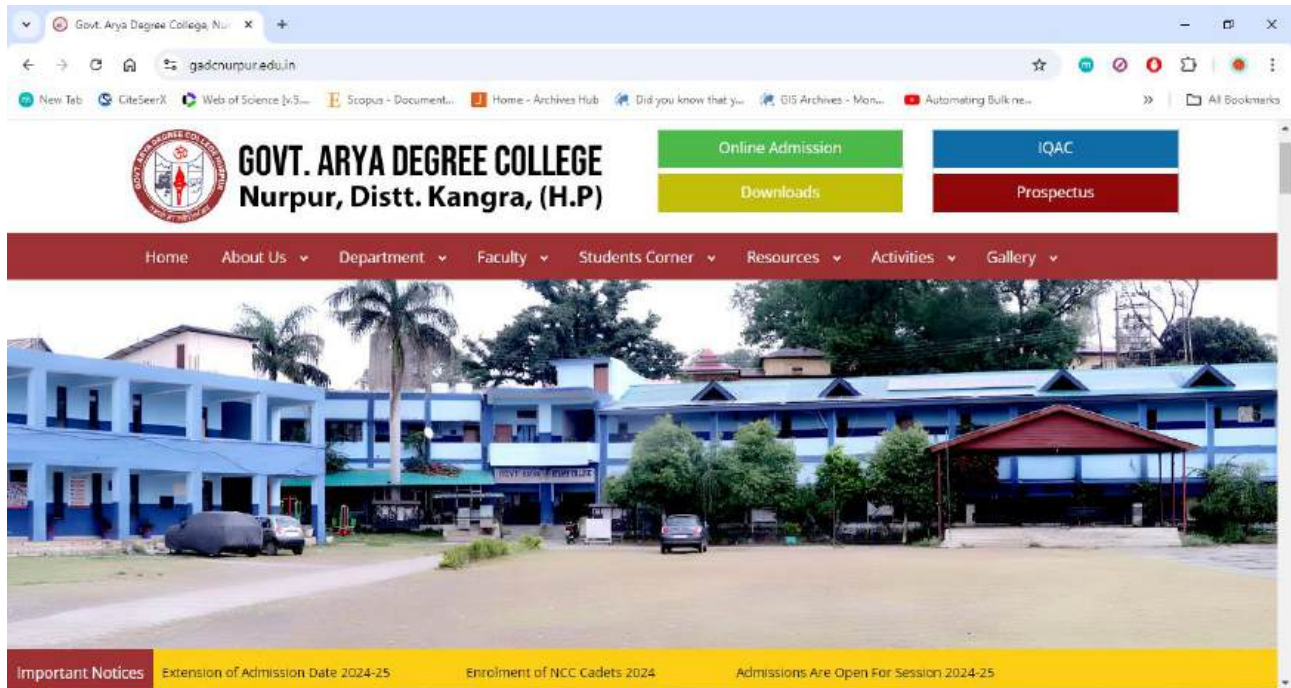 Govt. Arya Degree College, Nur
gadcnurpur.edu.in
New Tab CiteSeerX Web of Science [v.5.... Scopus - Document... Home - Archives Hub Did you know that y... GIS Archives - Mon... Automating Bulk ne... All Bookmarks
GOVT. ARYA DEGREE COLLEGE
Nurpur, Distt. Kangra, (H.P)
Online Admission IQAC
Downloads Prospectus
Home About Us Department Faculty Students Corner Resources Activities Gallery
Important Notices Extension of Admission Date 2024-25 Enrolment of NCC Cadets 2024 Admissions Are Open For Session 2024-25